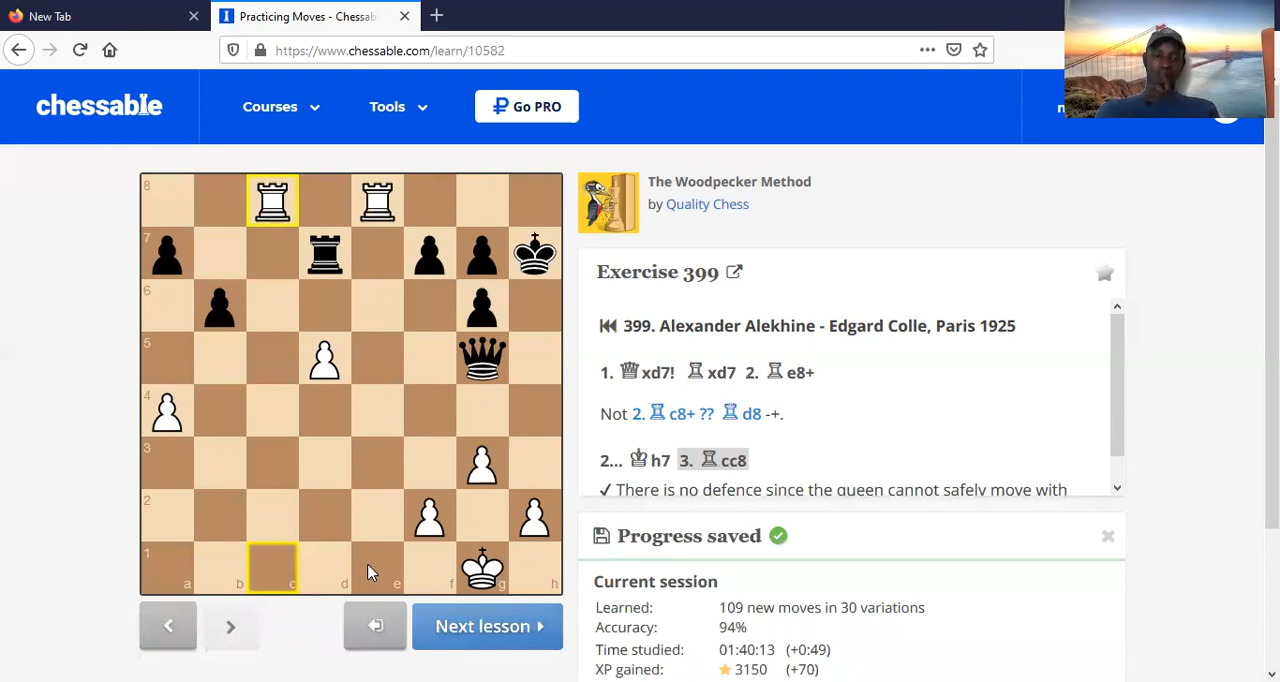 New Tab
Practicing Moves - Chessabl
https://www.chessable.com/learn/10582
chessable
Courses
Tools
Go PRO
8
7
6
5
4
3
2
1
a b c d e f g h
Next lesson
The Woodpecker Method
by Quality Chess
Exercise 399
399. Alexander Alekhine - Edgard Colle, Paris 1925
1. ♕xd7! ♖xd7 2. ♖e8+
Not 2. ♖c8+ ?? ♖d8 -+.
2... ♔h7 3. ♖cc8
✓ There is no defence since the queen cannot safely move with
Progress saved
Current session
Learned: 109 new moves in 30 variations
Accuracy: 94%
Time studied: 01:40:13 (+0:49)
XP gained: 3150 (+70)